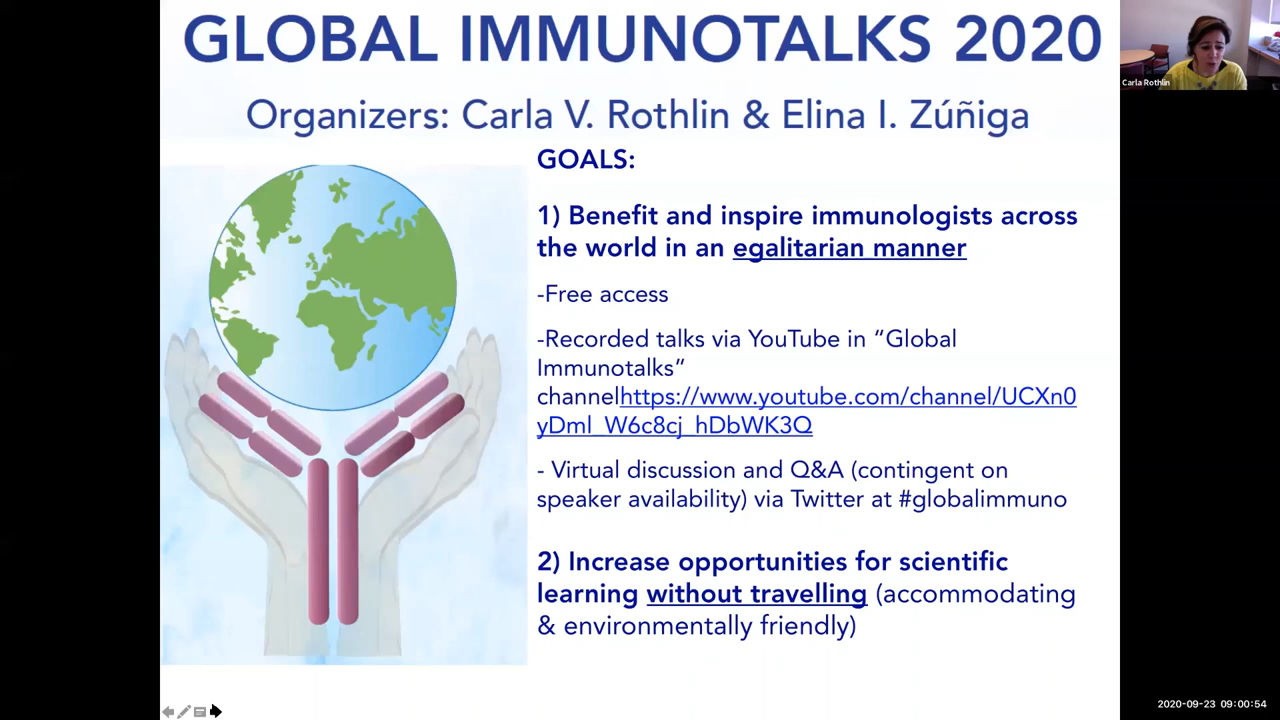 GLOBAL IMMUNOTALKS 2020
Organizers: Carla V. Rothlin & Elina I. Zúñiga
Carla Rothlin
GOALS:
1) Benefit and inspire immunologists across
the world in an egalitarian manner
-Free access
-Recorded talks via YouTube in “Global
Immunotalks”
channelhttps://www.youtube.com/channel/UCXn0
yDml_W6c8cj_hDbWK3Q
- Virtual discussion and Q&A (contingent on
speaker availability) via Twitter at #globalimmuno
2) Increase opportunities for scientific
learning without travelling (accommodating
& environmentally friendly)
2020-09-23 09:00:54